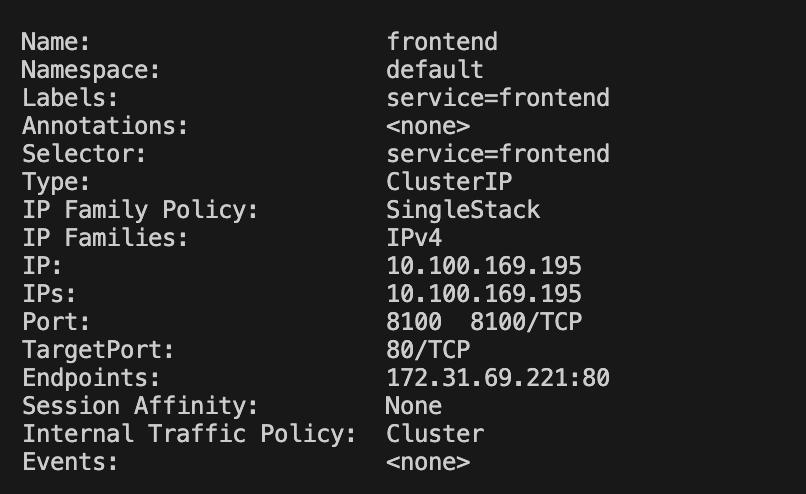 Name:                     frontend
Namespace:                default
Labels:                   service=frontend
Annotations:              <none>
Selector:                 service=frontend
Type:                     ClusterIP
IP Family Policy:         SingleStack
IP Families:              IPv4
IP:                       10.100.169.195
IPs:                      10.100.169.195
Port:                     8100  8100/TCP
TargetPort:               80/TCP
Endpoints:                172.31.69.221:80
Session Affinity:         None
Internal Traffic Policy:  Cluster
Events:                   <none>